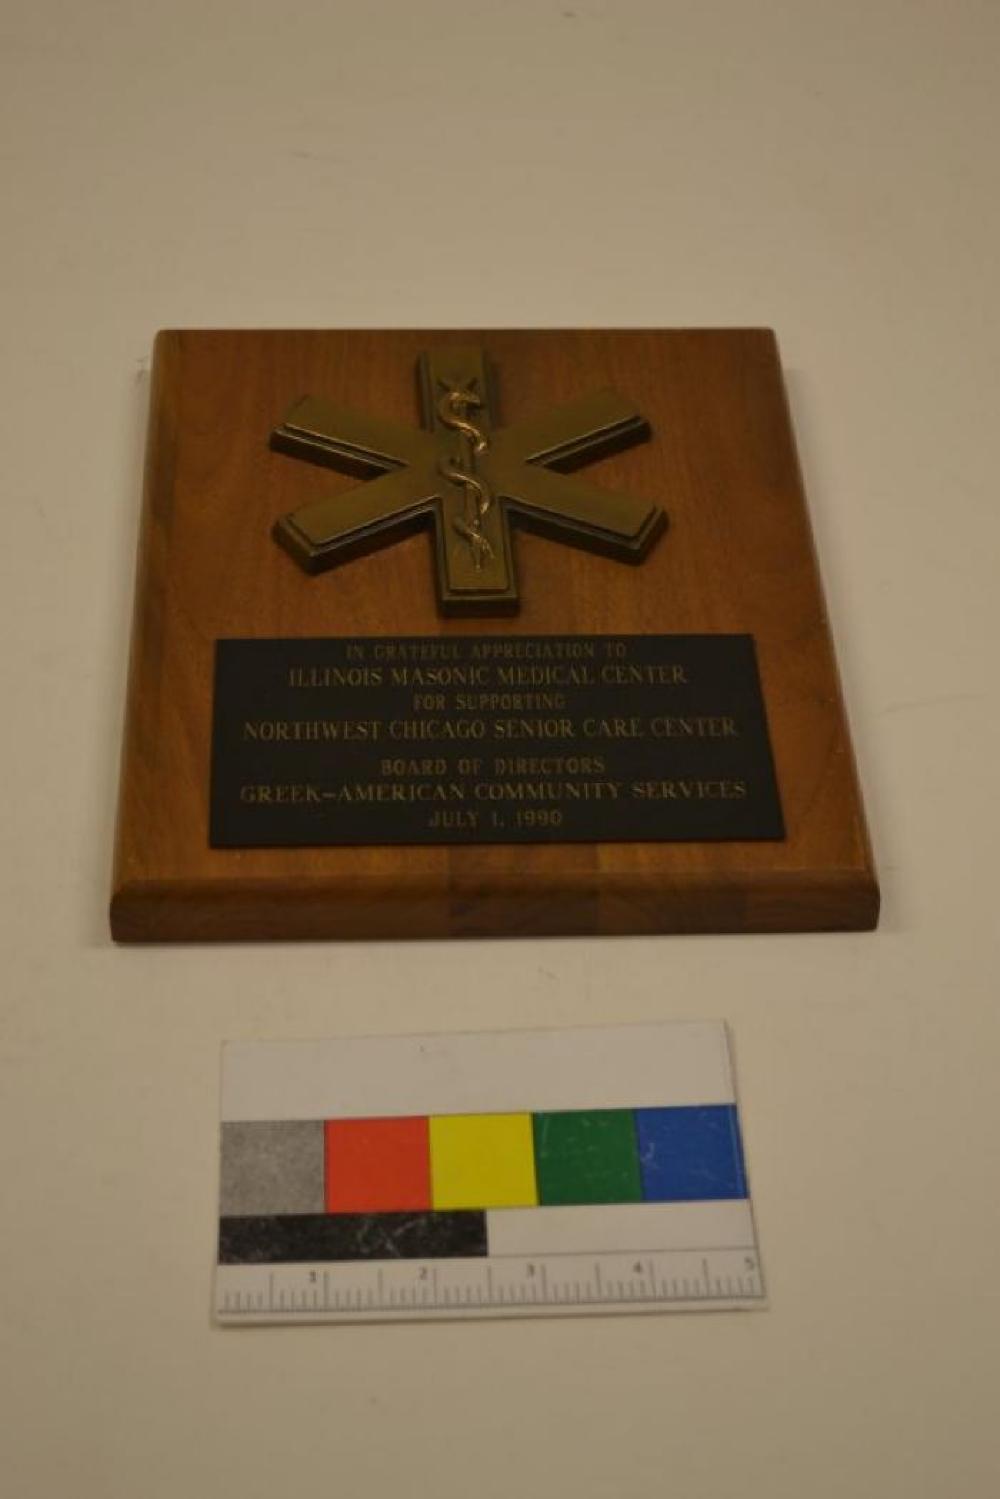 IN GRATEFUL APPRECIATION TO
ILLINOIS MASONIC MEDICAL CENTER
FOR SUPPORTING
NORTHWEST CHICAGO SENIOR CARE CENTER
BOARD OF DIRECTORS
GREEK-AMERICAN COMMUNITY SERVICES
JULY 1, 1990
1 2 3 4 5